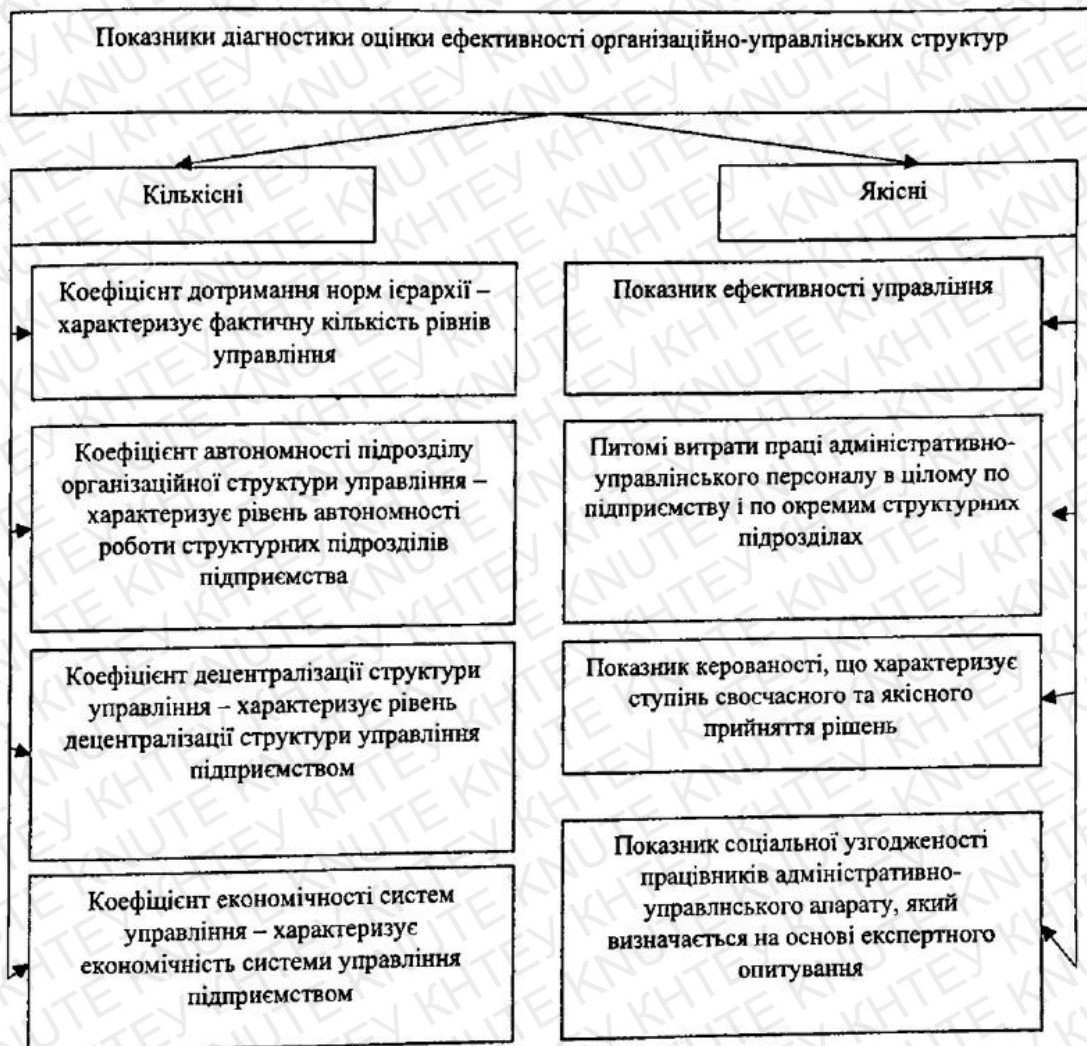 Показники діагностики оцінки ефективності організаційно-управлінських структур
Кількісні
Коефіцієнт дотримання норм ієрархії –
характеризує фактичну кількість рівнів
управління
Коефіцієнт автономності підрозділу
організаційної структури управління –
характеризує рівень автономності
роботи структурних підрозділів
підприємства
Коефіцієнт децентралізації структури
управління – характеризує рівень
децентралізації структури управління
підприємством
Коефіцієнт економічності систем
управління – характеризує
економічність системи управління
підприємством
Якісні
Показник ефективності управління
Питомі витрати праці адміністративно-
управлінського персоналу в цілому по
підприємству і по окремим структурних
підрозділах
Показник керованості, що характеризує
ступінь своєчасного та якісного
прийняття рішень
Показник соціальної узгодженості
працівників адміністративно-
управлнського апарату, який
визначається на основі експертного
опитування
КНТЕУ KNUTE